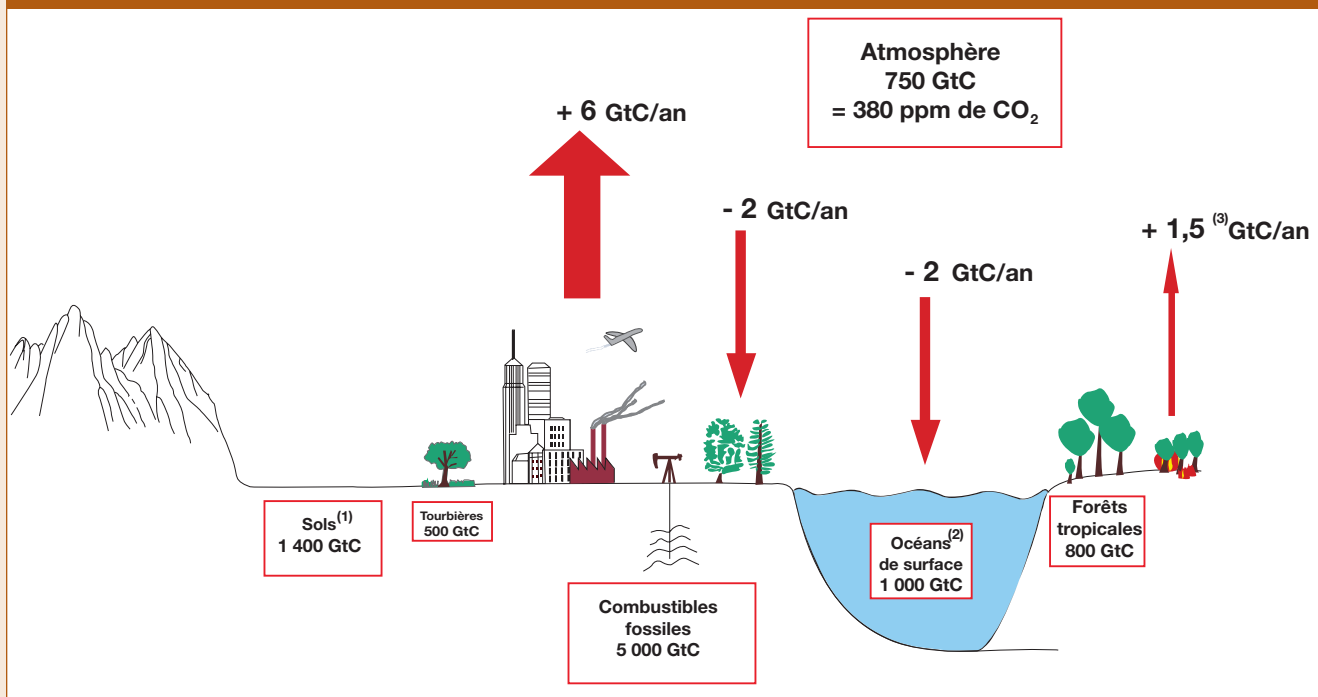 Atmosphère
750 GtC
= 380 ppm de CO₂
+ 6 GtC/an
- 2 GtC/an
- 2 GtC/an
+ 1,5 (3)GtC/an
Sols(1)
1 400 GtC
Tourbières
500 GtC
Combustibles
fossiles
5 000 GtC
Océans(2)
de surface
1 000 GtC
Forêts
tropicales
800 GtC